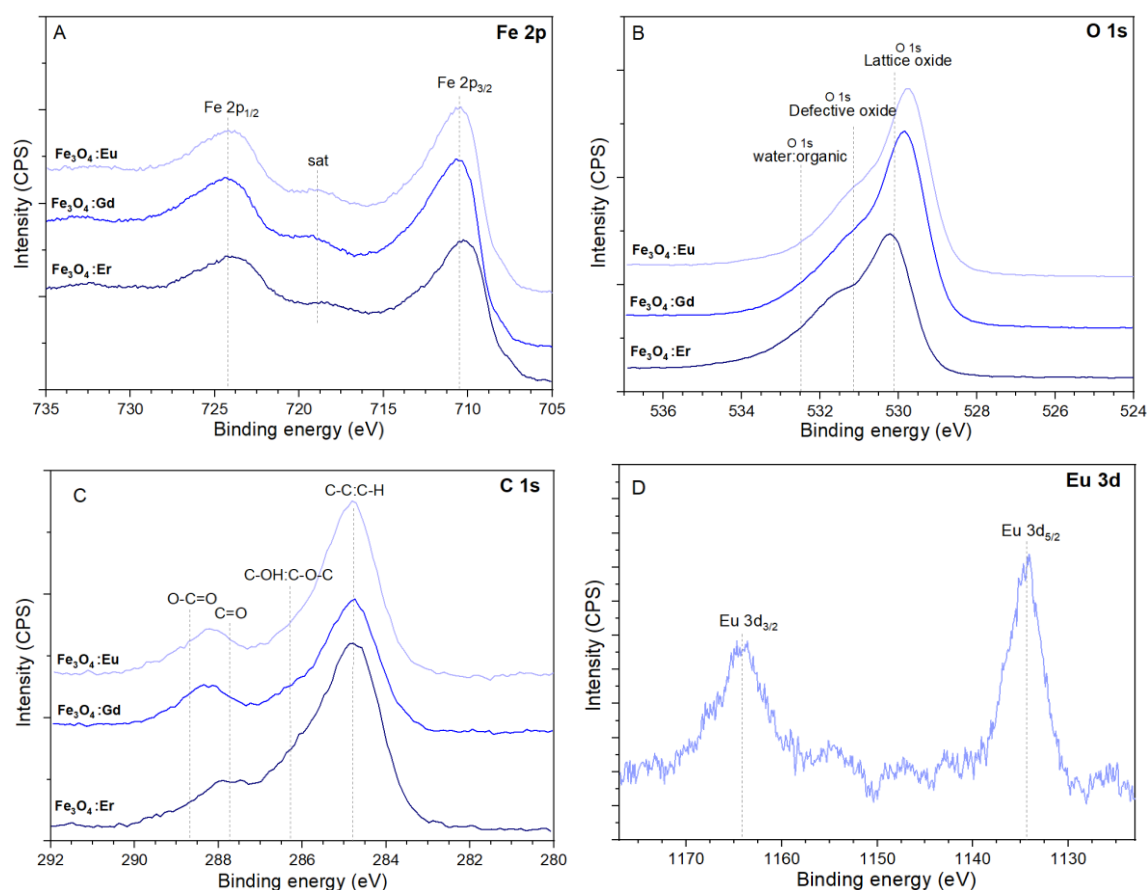 A
Fe 2p
Fe 2p3/2
Fe 2p1/2
sat
Fe3O4:Eu
Fe3O4:Gd
Fe3O4:Er
Intensity (CPS)
735 730 725 720 715 710 705
Binding energy (eV)
B
O 1s
O 1s
Lattice oxide
O 1s
Defective oxide
O 1s
water:organic
Fe3O4:Eu
Fe3O4:Gd
Fe3O4:Er
Intensity (CPS)
536 534 532 530 528 526 524
Binding energy (eV)
C
C 1s
C-C:C-H
C-OH:C-O-C
O-C=O
C=O
Fe3O4:Eu
Fe3O4:Gd
Fe3O4:Er
Intensity (CPS)
292 290 288 286 284 282 280
Binding energy (eV)
D
Eu 3d
Eu 3d5/2
Eu 3d3/2
Intensity (CPS)
1170 1160 1150 1140 1130
Binding energy (eV)